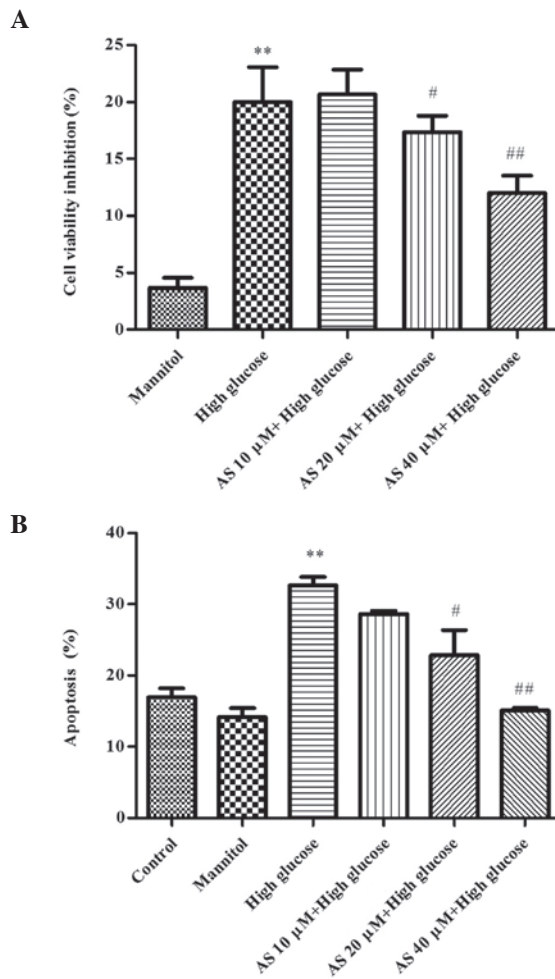 A
Cell viability inhibition (%)
25
20
15
10
5
0
**
#
##
Mannitol
High glucose
AS 10 µM+ High glucose
AS 20 µM+ High glucose
AS 40 µM+ High glucose
B
Apoptosis (%)
40
30
20
10
0
**
#
##
Control
Mannitol
High glucose
AS 10 µM+High glucose
AS 20 µM+High glucose
AS 40 µM+High glucose